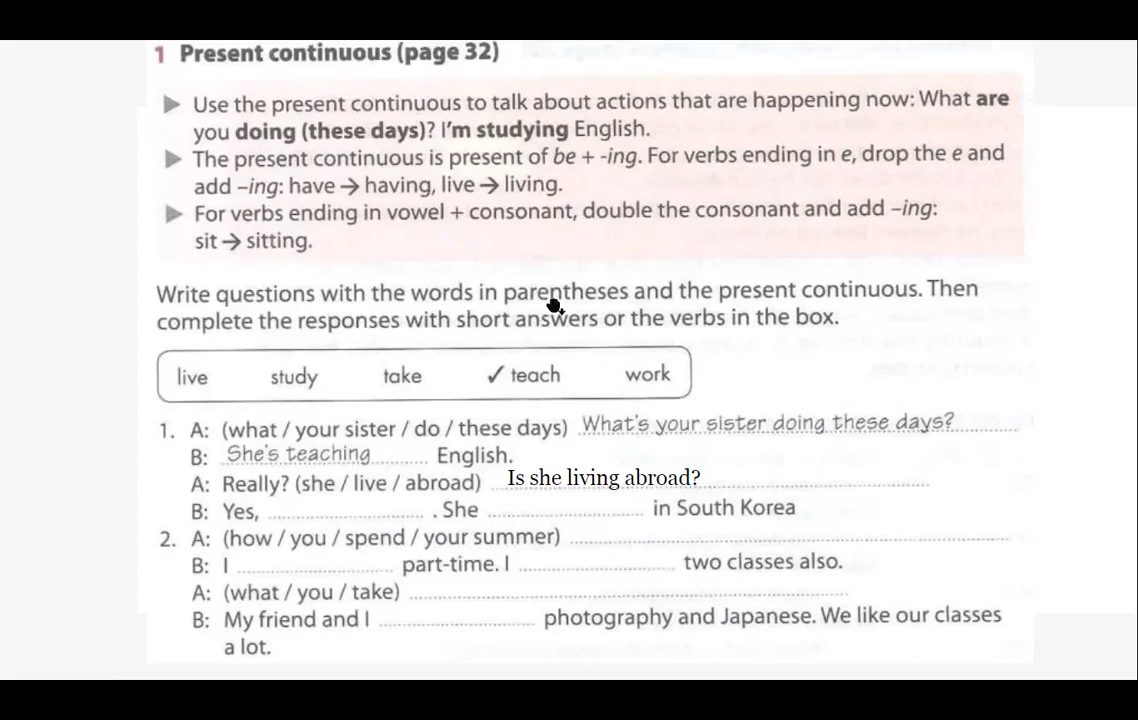 1 Present continuous (page 32)
▶ Use the present continuous to talk about actions that are happening now: What are
you doing (these days)? I'm studying English.
▶ The present continuous is present of be + -ing. For verbs ending in e, drop the e and
add –ing: have → having, live → living.
▶ For verbs ending in vowel + consonant, double the consonant and add –ing:
sit → sitting.
Write questions with the words in parentheses and the present continuous. Then
complete the responses with short answers or the verbs in the box.
live study take ✓ teach work
1. A: (what / your sister / do / these days) What's your sister doing these days?
B: She's teaching English.
A: Really? (she / live / abroad) Is she living abroad?
B: Yes, . She in South Korea
2. A: (how / you / spend / your summer)
B: I part-time. I two classes also.
A: (what / you / take)
B: My friend and I photography and Japanese. We like our classes
a lot.